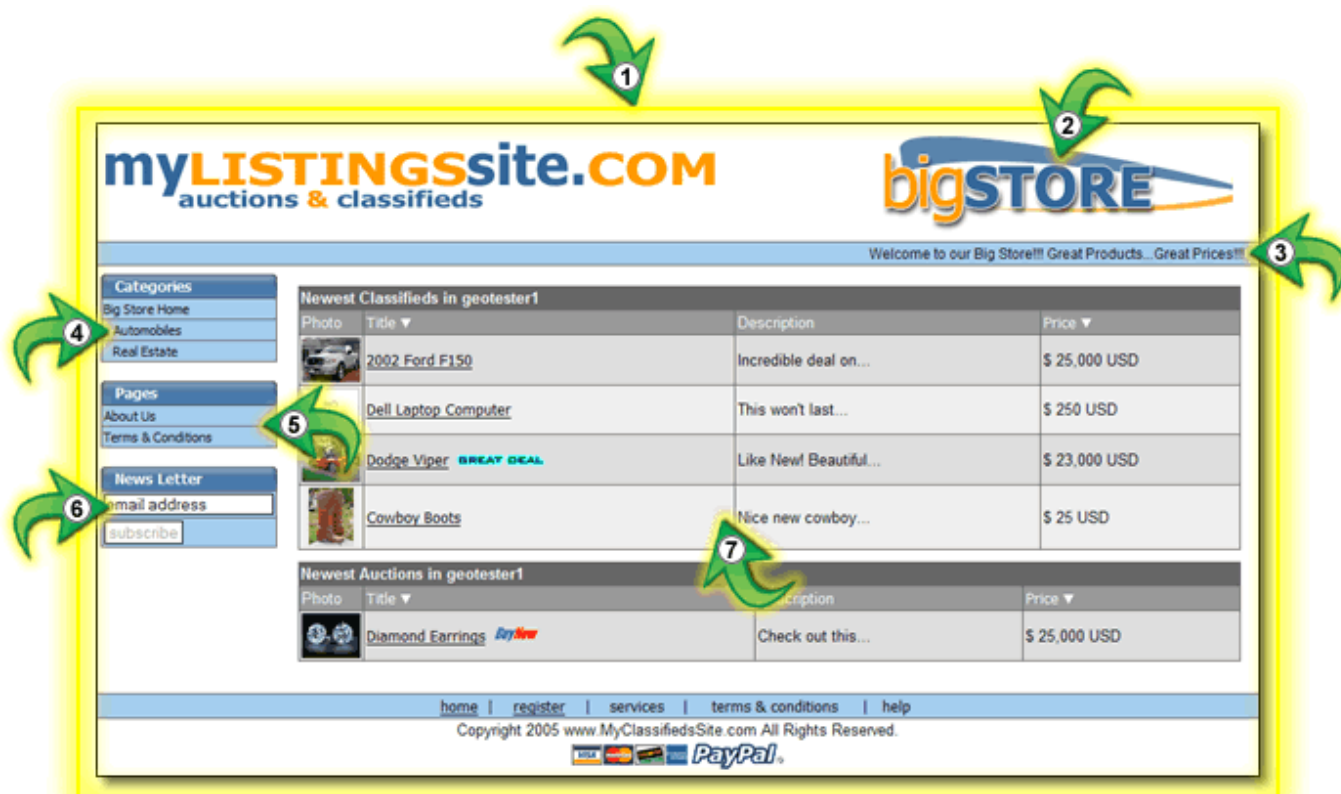 1
2
myLISTINGSsite.COM
auctions & classifieds
bigSTORE
Welcome to our Big Store!!! Great Products...Great Prices!!!
3
Categories
Big Store Home
Automobiles
Real Estate
4
Pages
About Us
Terms & Conditions
5
News Letter
email address
subscribe
6
Newest Classifieds in geotester1
Photo Title ▼ Description Price ▼
2002 Ford F150 Incredible deal on... $ 25,000 USD
Dell Laptop Computer This won't last... $ 250 USD
Dodge Viper GREAT DEAL Like New! Beautiful... $ 23,000 USD
Cowboy Boots Nice new cowboy... $ 25 USD
7
Newest Auctions in geotester1
Photo Title ▼ Description Price ▼
Diamond Earrings BuyNow Check out this... $ 25,000 USD
home | register | services | terms & conditions | help
Copyright 2005 www.MyClassifiedsSite.com All Rights Reserved.
VISA PayPal